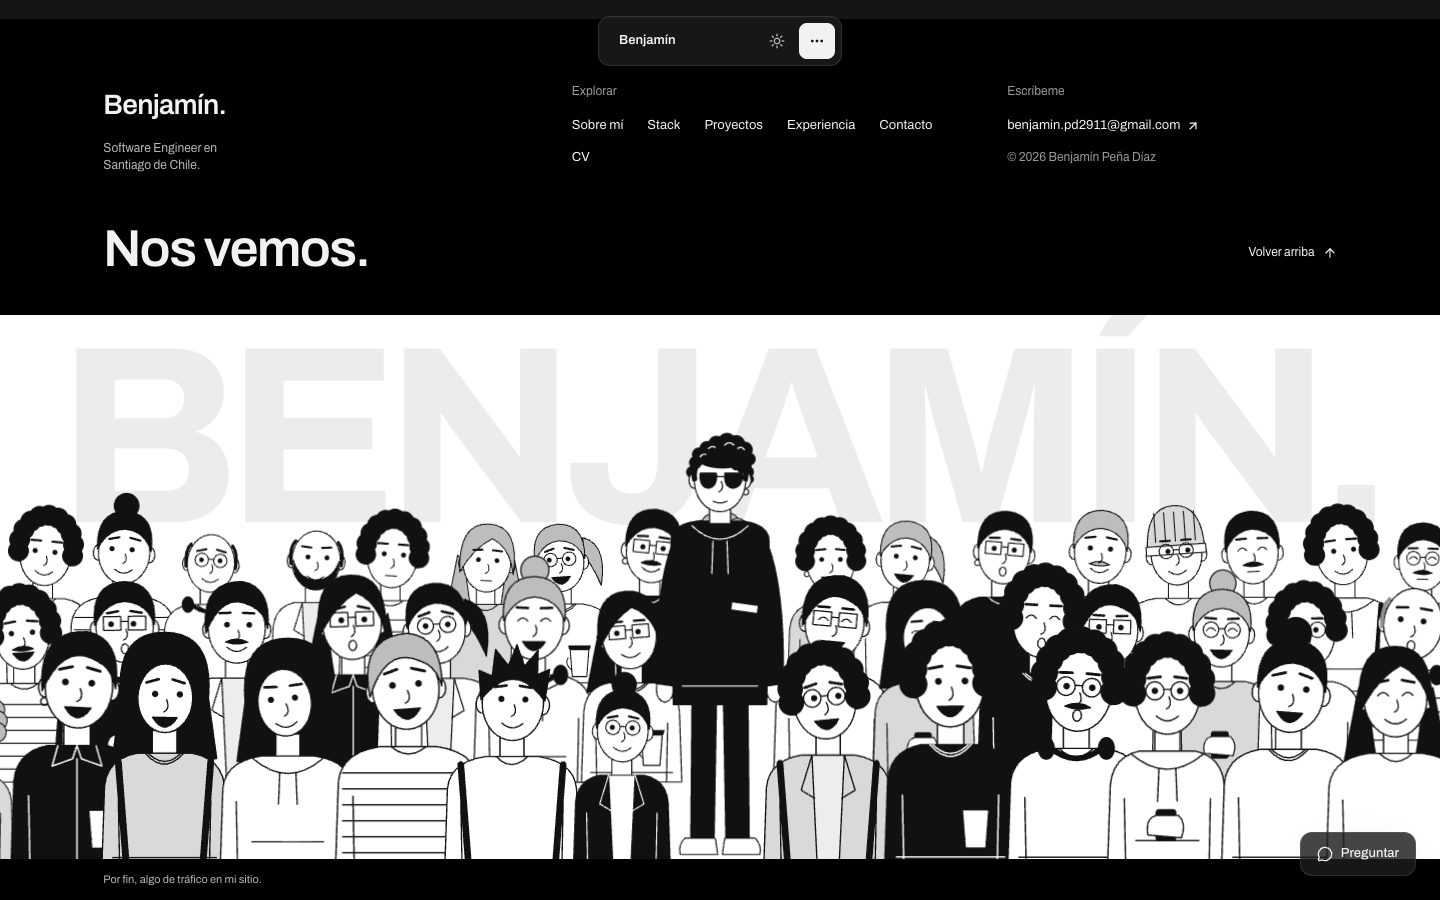 Benjamín
Benjamín.
Software Engineer en
Santiago de Chile.
Explorar
Sobre mí Stack Proyectos Experiencia Contacto
CV
Escríbeme
benjamin.pd2911@gmail.com
© 2026 Benjamín Peña Díaz
Nos vemos.
Volver arriba
BENJAMÍN.
Preguntar
Por fin, algo de tráfico en mi sitio.